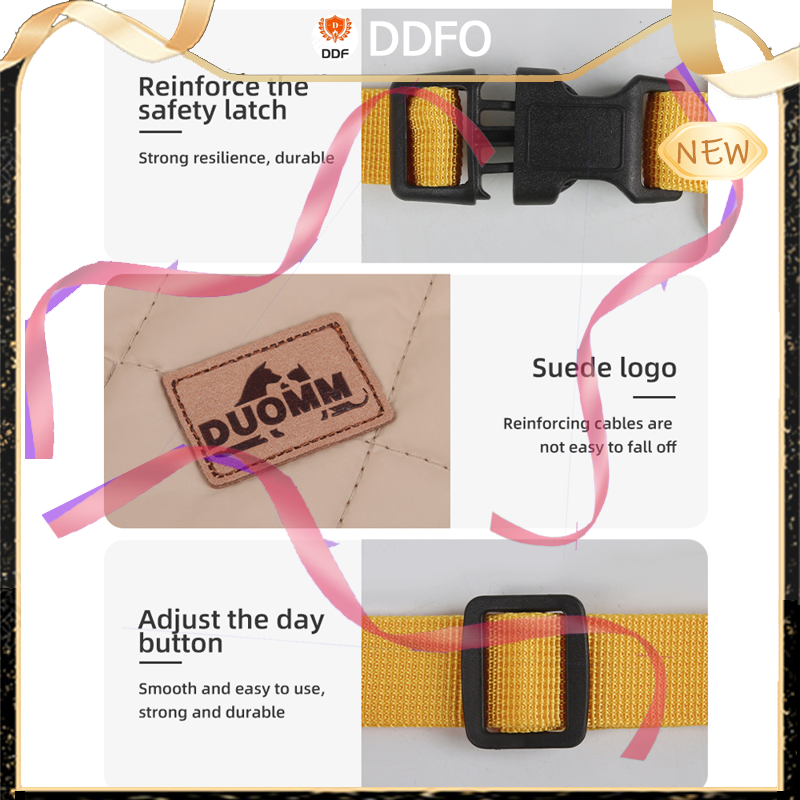 DDF
DDFO
Reinforce the
safety latch
Strong resilience, durable
NEW
DUOMM
Suede logo
Reinforcing cables are
not easy to fall off
Adjust the day
button
Smooth and easy to use,
strong and durable